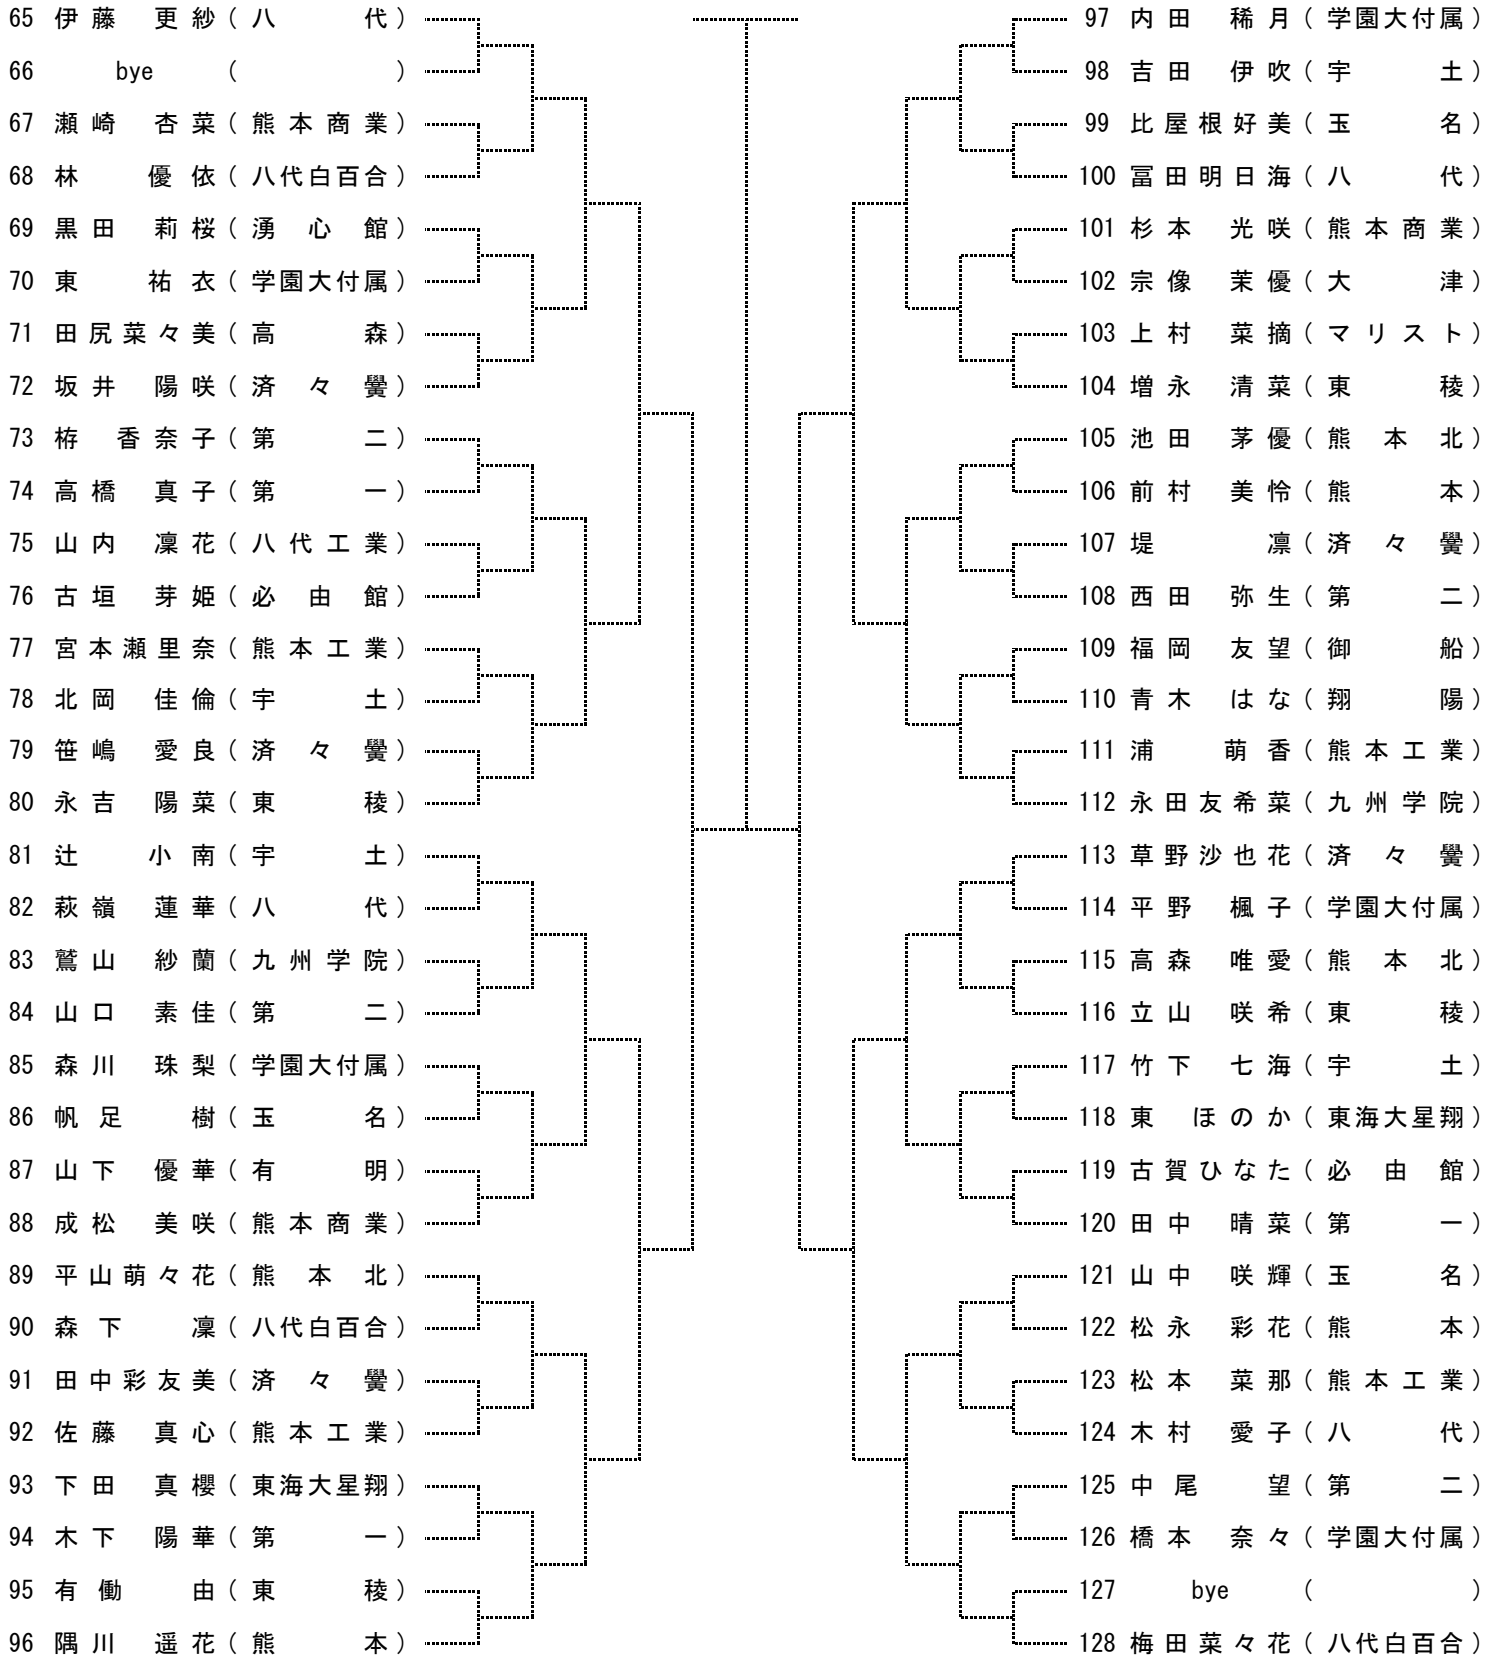 65 伊藤 更紗(八代)
66 bye ( )
67 瀬崎 杏菜(熊本商業)
68 林 優依(八代白百合)
69 黒田 莉桜(湧心館)
70 東 祐衣(学園大付属)
71 田尻菜々美(高森)
72 坂井 陽咲(済々黌)
73 栫 香奈子(第二)
74 高橋 真子(第一)
75 山内 凜花(八代工業)
76 古垣 芽姫(必由館)
77 宮本瀬里奈(熊本工業)
78 北岡 佳倫(宇土)
79 笹嶋 愛良(済々黌)
80 永吉 陽菜(東稜)
81 辻 小南(宇土)
82 萩嶺 蓮華(八代)
83 鷲山 紗蘭(九州学院)
84 山口 素佳(第二)
85 森川 珠梨(学園大付属)
86 帆足 樹(玉名)
87 山下 優華(有明)
88 成松 美咲(熊本商業)
89 平山萌々花(熊本北)
90 森下 凜(八代白百合)
91 田中彩友美(済々黌)
92 佐藤 真心(熊本工業)
93 下田 真櫻(東海大星翔)
94 木下 陽華(第一)
95 有働 由(東稜)
96 隅川 遥花(熊本)
97 内田 稀月(学園大付属)
98 吉田 伊吹(宇土)
99 比屋根好美(玉名)
100 冨田明日海(八代)
101 杉本 光咲(熊本商業)
102 宗像 茉優(大津)
103 上村 菜摘(マリスト)
104 増永 清菜(東稜)
105 池田 茅優(熊本北)
106 前村 美怜(熊本)
107 堤 凛(済々黌)
108 西田 弥生(第二)
109 福岡 友望(御船)
110 青木 はな(翔陽)
111 浦 萌香(熊本工業)
112 永田友希菜(九州学院)
113 草野沙也花(済々黌)
114 平野 楓子(学園大付属)
115 高森 唯愛(熊本北)
116 立山 咲希(東稜)
117 竹下 七海(宇土)
118 東 ほのか(東海大星翔)
119 古賀ひなた(必由館)
120 田中 晴菜(第一)
121 山中 咲輝(玉名)
122 松永 彩花(熊本)
123 松本 菜那(熊本工業)
124 木村 愛子(八代)
125 中尾 望(第二)
126 橋本 奈々(学園大付属)
127 bye ( )
128 梅田菜々花(八代白百合)